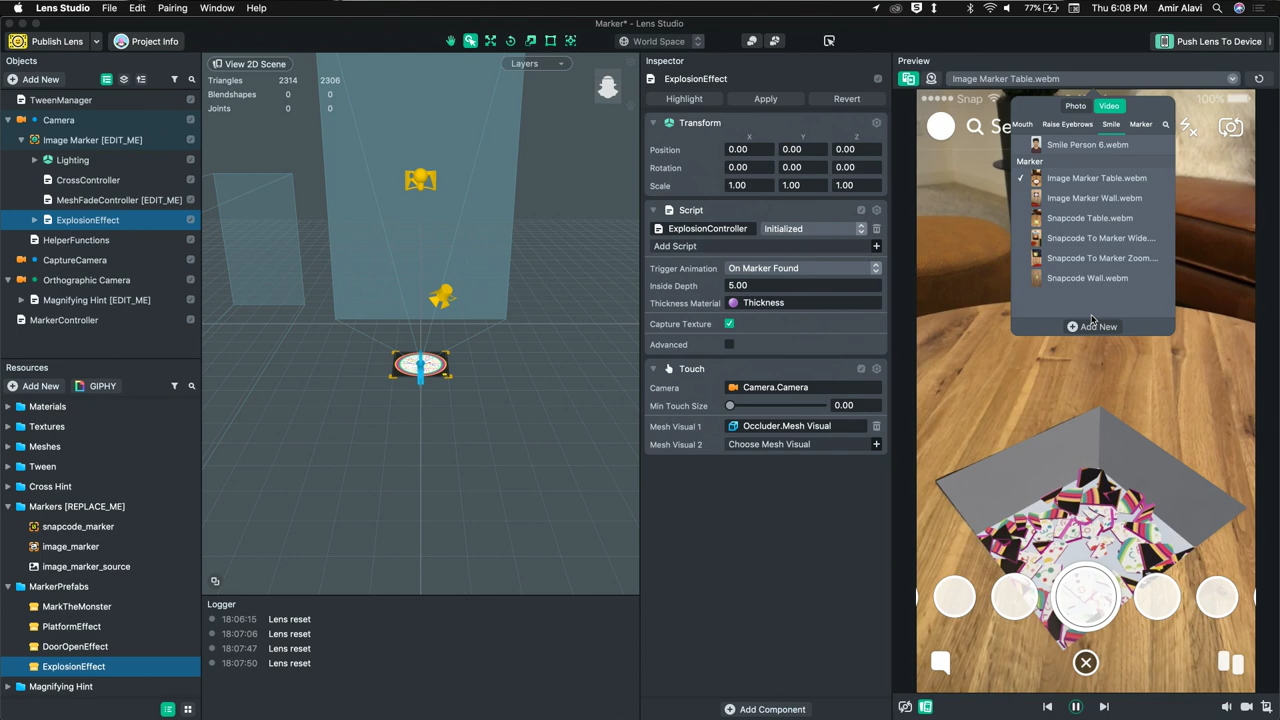 Lens Studio File Edit Pairing Window Help 77% Thu 6:08 PM Amir Alavi
Marker* - Lens Studio
Publish Lens Project Info World Space Push Lens To Device
Objects
Add New
TweenManager
Camera
Image Marker [EDIT_ME]
Lighting
CrossController
MeshFadeController [EDIT_ME]
ExplosionEffect
HelperFunctions
CaptureCamera
Orthographic Camera
Magnifying Hint [EDIT_ME]
MarkerController
Resources
Add New GIPHY
Materials
Textures
Meshes
Tween
Cross Hint
Markers [REPLACE_ME]
snapcode_marker
image_marker
image_marker_source
MarkerPrefabs
MarkTheMonster
PlatformEffect
DoorOpenEffect
ExplosionEffect
Magnifying Hint
View 2D Scene Layers
Triangles 2314 2306
Blendshapes 0 0
Joints 0 0
Logger
18:06:15 Lens reset
18:07:06 Lens reset
18:07:47 Lens reset
18:07:50 Lens reset
Inspector
ExplosionEffect
Highlight Apply Revert
Transform
X Y Z
Position 0.00 0.00 0.00
Rotation 0.00 0.00 0.00
Scale 1.00 1.00 1.00
Script
ExplosionController Initialized
Add Script
Trigger Animation On Marker Found
Inside Depth 5.00
Thickness Material Thickness
Capture Texture
Advanced
Touch
Camera Camera.Camera
Min Touch Size 0.00
Mesh Visual 1 Occluder.Mesh Visual
Mesh Visual 2 Choose Mesh Visual
Add Component
Preview
Image Marker Table.webm
Snap 100%
Se
Photo Video
Mouth Raise Eyebrows Smile Marker
Smile Person 6.webm
Marker
Image Marker Table.webm
Image Marker Wall.webm
Snapcode Table.webm
Snapcode To Marker Wide....
Snapcode To Marker Zoom....
Snapcode Wall.webm
Add New